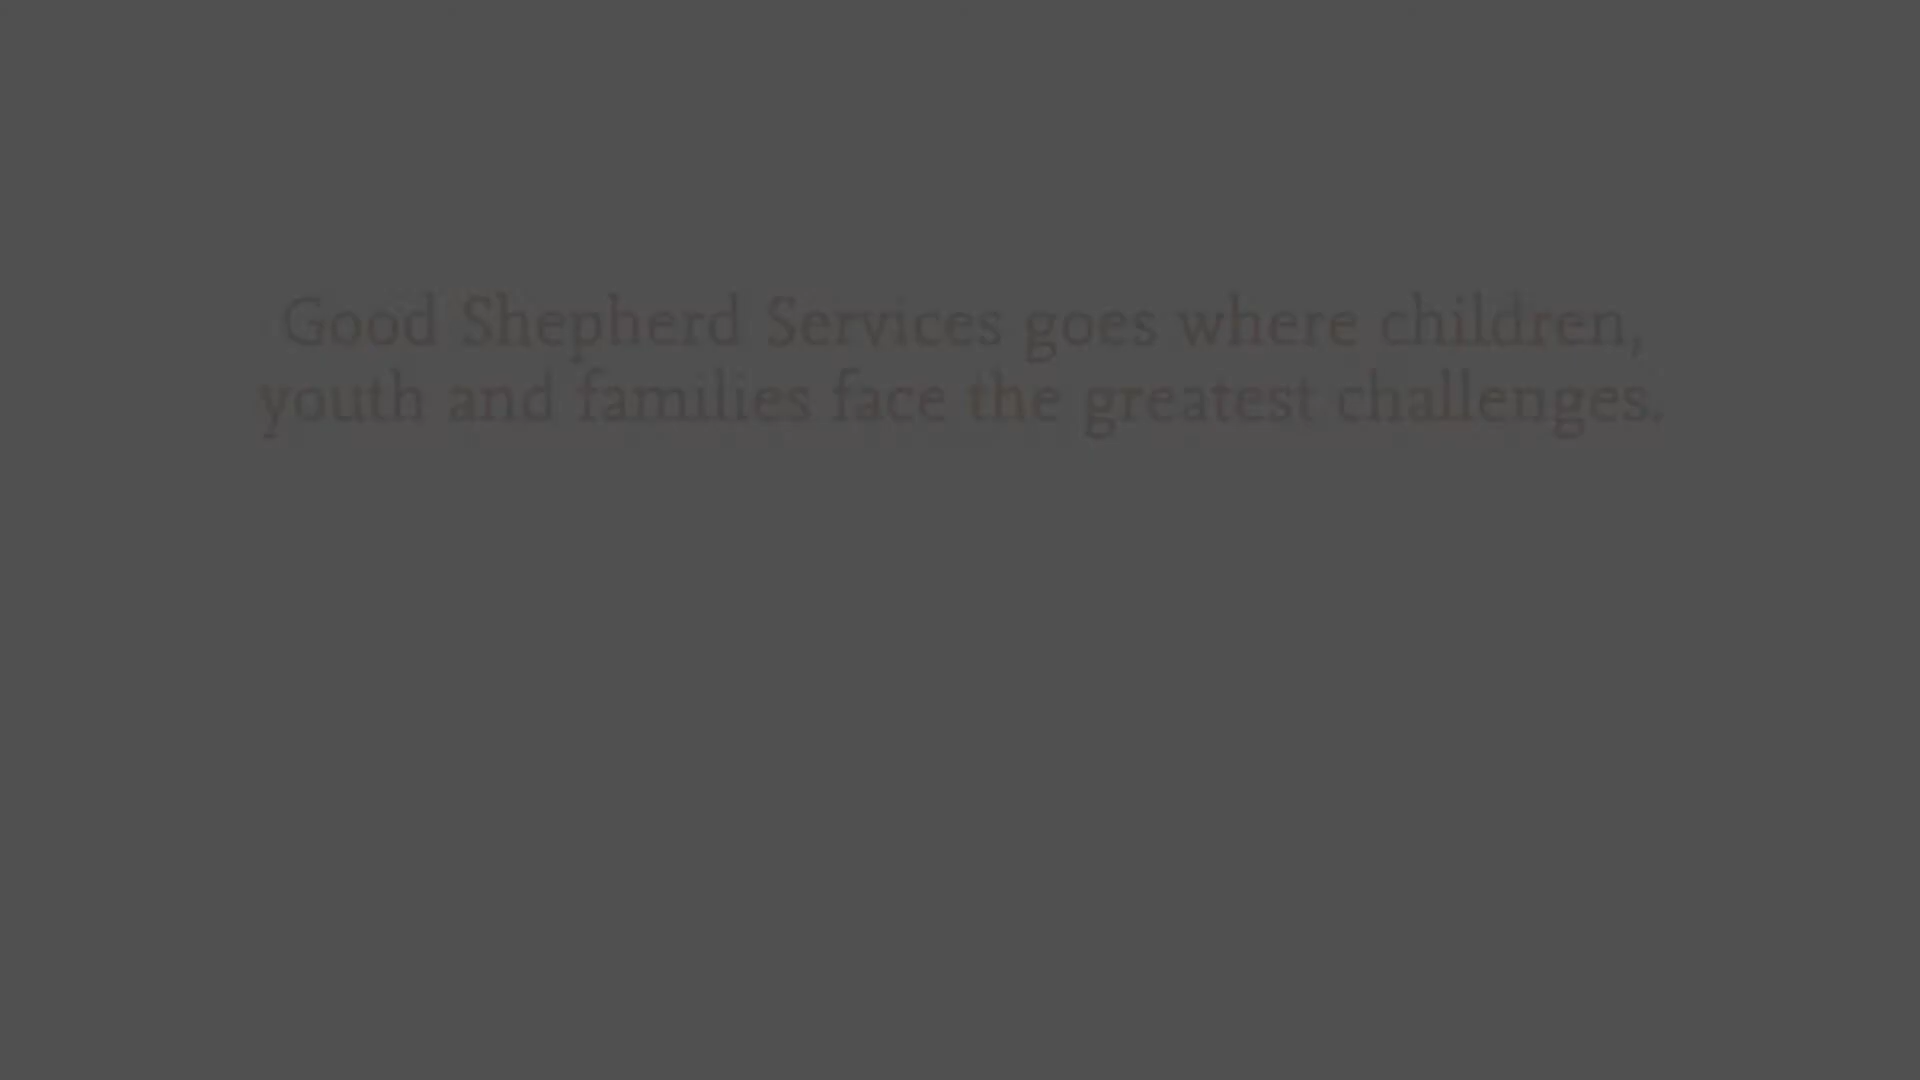 Good Shepherd Services goes where children,
youth and families face the greatest challenges.